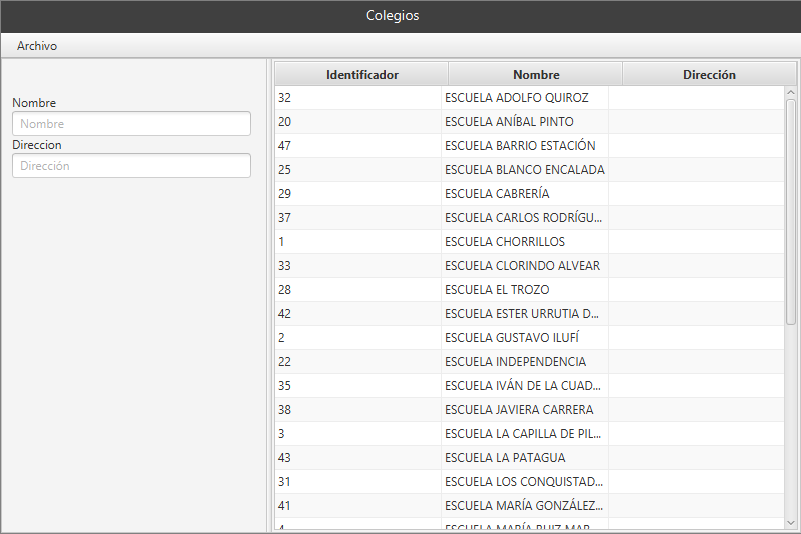 Colegios
Archivo
Nombre
Nombre
Direccion
Dirección
Identificador Nombre Dirección
32 ESCUELA ADOLFO QUIROZ
20 ESCUELA ANÍBAL PINTO
47 ESCUELA BARRIO ESTACIÓN
25 ESCUELA BLANCO ENCALADA
29 ESCUELA CABRERÍA
37 ESCUELA CARLOS RODRÍGU...
1 ESCUELA CHORRILLOS
33 ESCUELA CLORINDO ALVEAR
28 ESCUELA EL TROZO
42 ESCUELA ESTER URRUTIA D...
2 ESCUELA GUSTAVO ILUFÍ
22 ESCUELA INDEPENDENCIA
35 ESCUELA IVÁN DE LA CUAD...
38 ESCUELA JAVIERA CARRERA
3 ESCUELA LA CAPILLA DE PIL...
43 ESCUELA LA PATAGUA
31 ESCUELA LOS CONQUISTAD...
41 ESCUELA MARÍA GONZÁLEZ...
4 ESCUELA MARÍA RUIZ MAR...